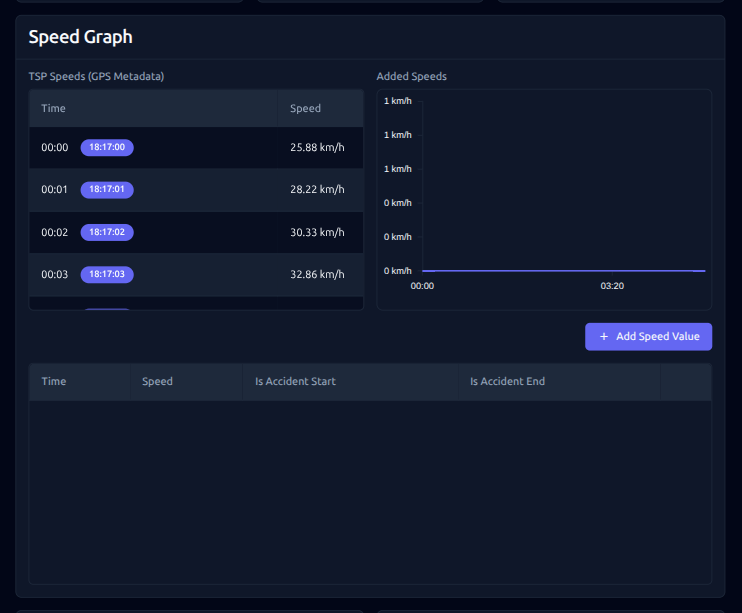 Speed Graph
TSP Speeds (GPS Metadata)
Time Speed
00:00 18:17:00 25.88 km/h
00:01 18:17:01 28.22 km/h
00:02 18:17:02 30.33 km/h
00:03 18:17:03 32.86 km/h
Added Speeds
1 km/h
1 km/h
1 km/h
0 km/h
0 km/h
0 km/h
00:00 03:20
+ Add Speed Value
Time Speed Is Accident Start Is Accident End